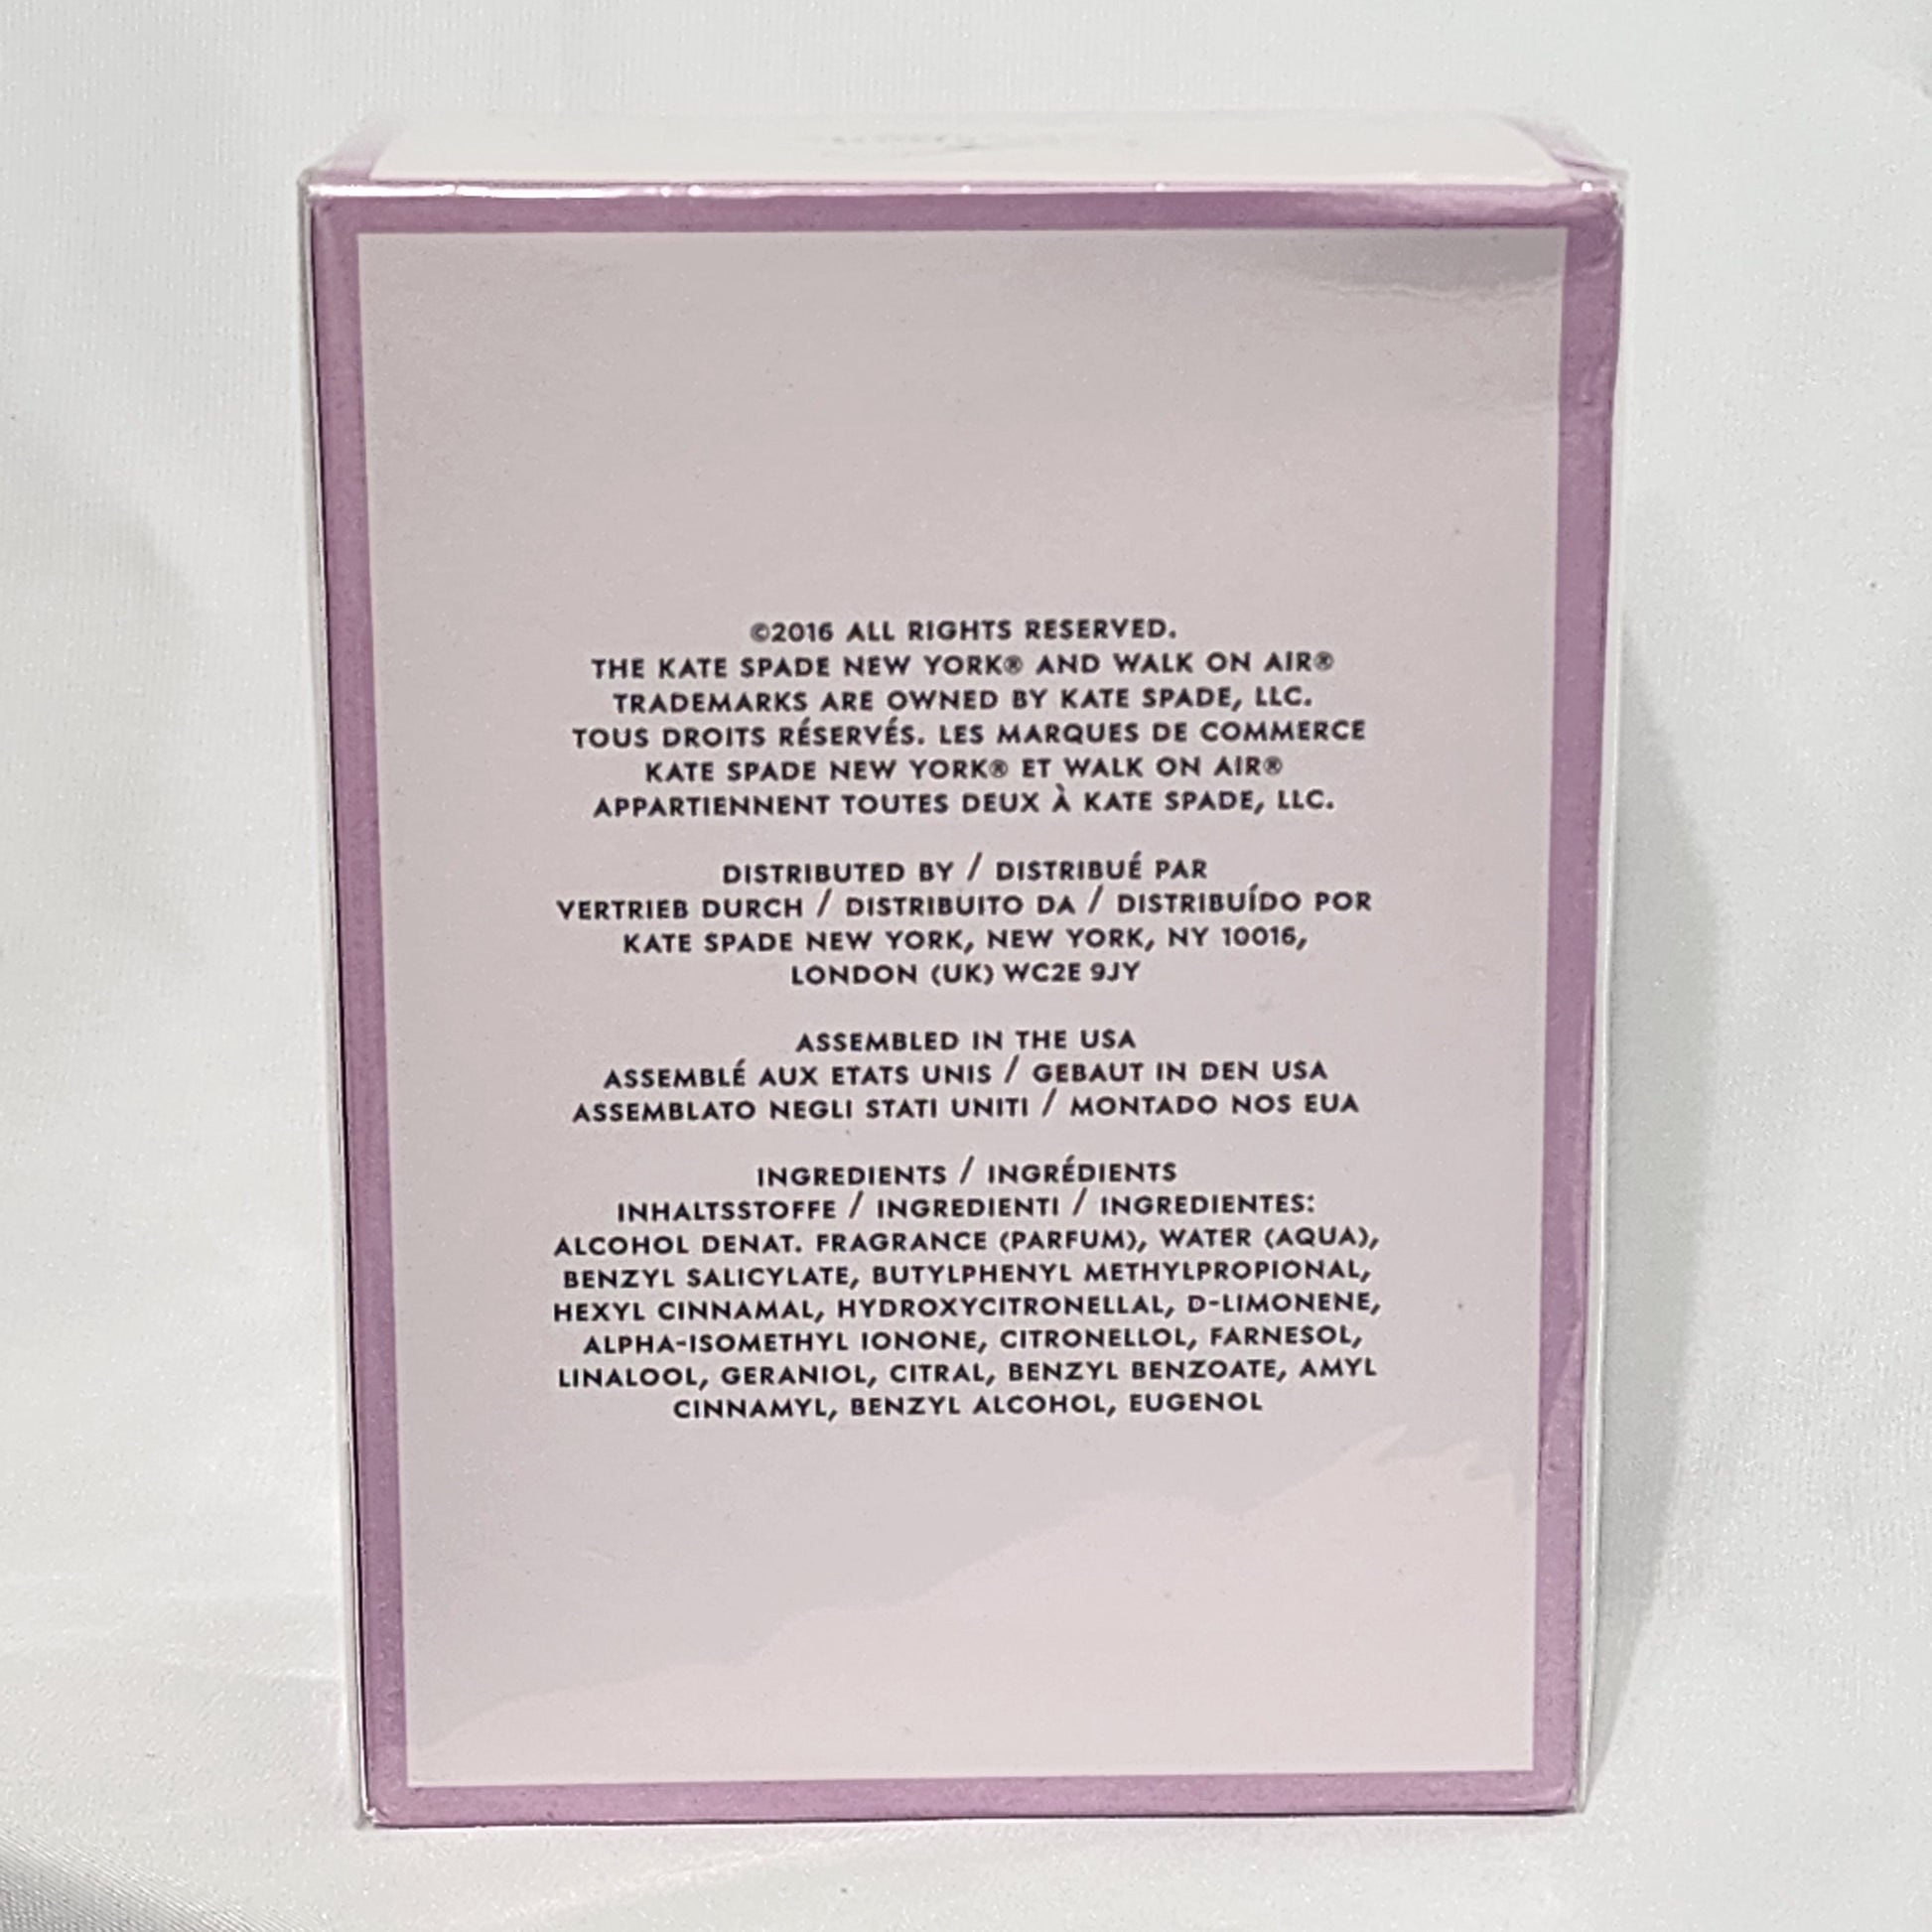 ©2016 ALL RIGHTS RESERVED.
THE KATE SPADE NEW YORK® AND WALK ON AIR®
TRADEMARKS ARE OWNED BY KATE SPADE, LLC.
TOUS DROITS RÉSERVÉS. LES MARQUES DE COMMERCE
KATE SPADE NEW YORK® ET WALK ON AIR®
APPARTIENNENT TOUTES DEUX À KATE SPADE, LLC.
DISTRIBUTED BY / DISTRIBUÉ PAR
VERTRIEB DURCH / DISTRIBUITO DA / DISTRIBUÍDO POR
KATE SPADE NEW YORK, NEW YORK, NY 10016,
LONDON (UK) WC2E 9JY
ASSEMBLED IN THE USA
ASSEMBLÉ AUX ETATS UNIS / GEBAUT IN DEN USA
ASSEMBLATO NEGLI STATI UNITI / MONTADO NOS EUA
INGREDIENTS / INGRÉDIENTS
INHALTSSTOFFE / INGREDIENTI / INGREDIENTES:
ALCOHOL DENAT. FRAGRANCE (PARFUM), WATER (AQUA),
BENZYL SALICYLATE, BUTYLPHENYL METHYLPROPIONAL,
HEXYL CINNAMAL, HYDROXYCITRONELLAL, D-LIMONENE,
ALPHA-ISOMETHYL IONONE, CITRONELLOL, FARNESOL,
LINALOOL, GERANIOL, CITRAL, BENZYL BENZOATE, AMYL
CINNAMYL, BENZYL ALCOHOL, EUGENOL